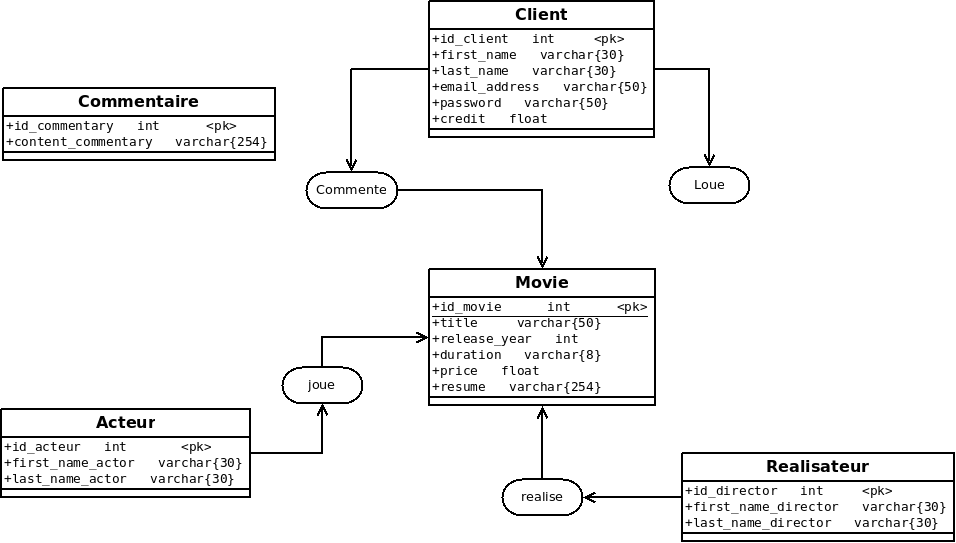 Client
+id_client int <pk>
+first_name varchar{30}
+last_name varchar{30}
+email_address varchar{50}
+password varchar{50}
+credit float
Commentaire
+id_commentary int <pk>
+content_commentary varchar{254}
Commente
Loue
Movie
+id_movie int <pk>
+title varchar{50}
+release_year int
+duration varchar{8}
+price float
+resume varchar{254}
joue
Acteur
+id_acteur int <pk>
+first_name_actor varchar{30}
+last_name_actor varchar{30}
realise
Realisateur
+id_director int <pk>
+first_name_director varchar{30}
+last_name_director varchar{30}